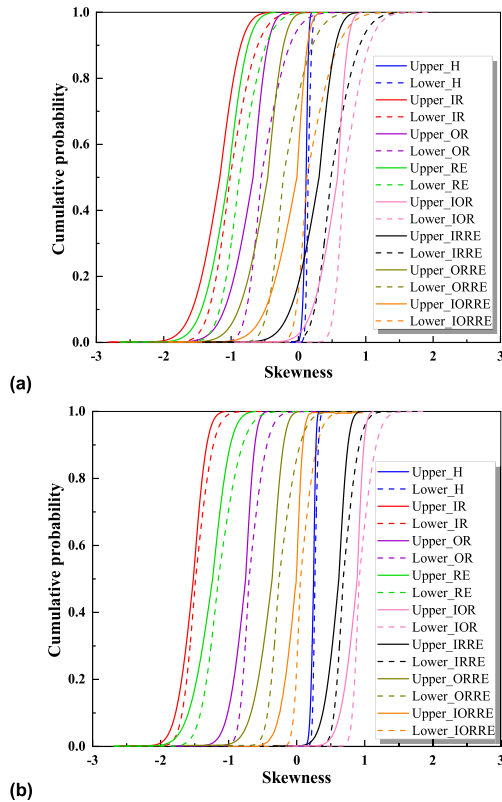 1.0
0.8
0.6
0.4
0.2
0.0
Cumulative probability
Upper_H
Lower_H
Upper_IR
Lower_IR
Upper_OR
Lower_OR
Upper_RE
Lower_RE
Upper_IOR
Lower_IOR
Upper_IRRE
Lower_IRRE
Upper_ORRE
Lower_ORRE
Upper_IORRE
Lower_IORRE
-3 -2 -1 0 1 2 3
Skewness
(a)
1.0
0.8
0.6
0.4
0.2
0.0
Cumulative probability
Upper_H
Lower_H
Upper_IR
Lower_IR
Upper_OR
Lower_OR
Upper_RE
Lower_RE
Upper_IOR
Lower_IOR
Upper_IRRE
Lower_IRRE
Upper_ORRE
Lower_ORRE
Upper_IORRE
Lower_IORRE
-3 -2 -1 0 1 2 3
Skewness
(b)